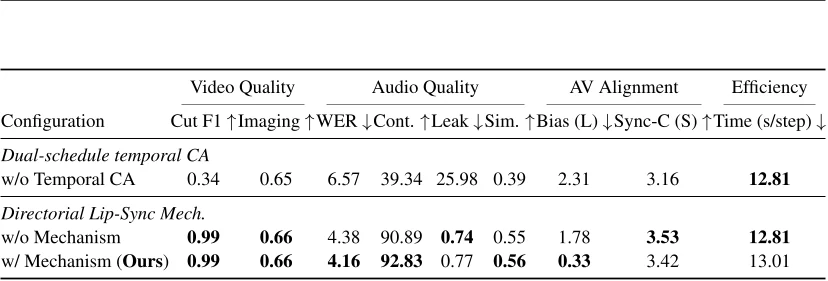 Video Quality Audio Quality AV Alignment Efficiency
Configuration Cut F1 ↑ Imaging ↑ WER ↓ Cont. ↑ Leak ↓ Sim. ↑ Bias (L) ↓ Sync-C (S) ↑ Time (s/step) ↓
Dual-schedule temporal CA
w/o Temporal CA 0.34 0.65 6.57 39.34 25.98 0.39 2.31 3.16 12.81
Directorial Lip-Sync Mech.
w/o Mechanism 0.99 0.66 4.38 90.89 0.74 0.55 1.78 3.53 12.81
w/ Mechanism (Ours) 0.99 0.66 4.16 92.83 0.77 0.56 0.33 3.42 13.01